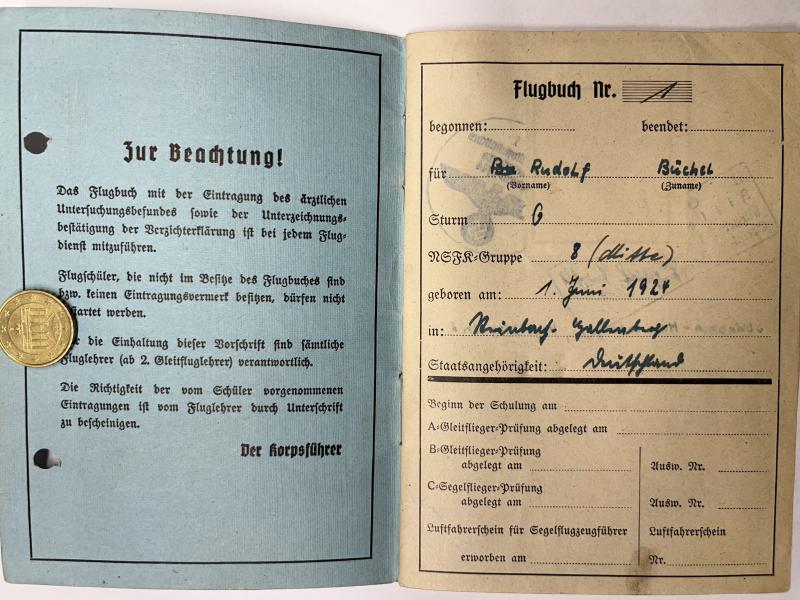 Zur Beachtung!
Das Flugbuch mit der Eintragung des ärztlichen
Untersuchungsbefundes sowie der Unterzeichnungs-
bestätigung der Verzichterklärung ist bei jedem Flug-
dienst mitzuführen.
Flugschüler, die nicht im Besitze des Flugbuches sind
bzw. keinen Eintragungsvermerk besitzen, dürfen nicht
startet werden.
die Einhaltung dieser Vorschrift sind sämtliche
Fluglehrer (ab 2. Gleitfluglehrer) verantwortlich.
Die Richtigkeit der vom Schüler vorgenommenen
Eintragungen ist vom Fluglehrer durch Unterschrift
zu bescheinigen.
Der Korpsführer
Flugbuch Nr. 1
begonnen: beendet:
für Rudolf Büchel
(Vorname) (Zuname)
Sturm 6
NSFK-Gruppe 8 (Mitte)
geboren am: 1. Juni 1924
in: Steinbach-Hallenberg
Staatsangehörigkeit: Deutschland
Beginn der Schulung am
A-Gleitflieger-Prüfung abgelegt am
B-Gleitflieger-Prüfung
abgelegt am Ausw. Nr.
C-Segelflieger-Prüfung
abgelegt am Ausw. Nr.
Luftfahrerschein für Segelflugzeugführer Luftfahrerschein
erworben am Nr.